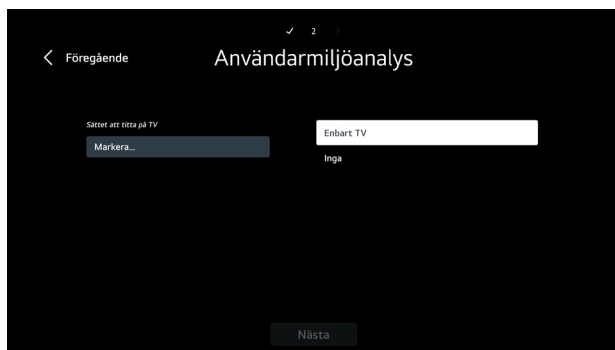 2 3
Föregående
Användarmiljöanalys
Sättet att titta på TV
Markera...
Enbart TV
Inga
Nästa